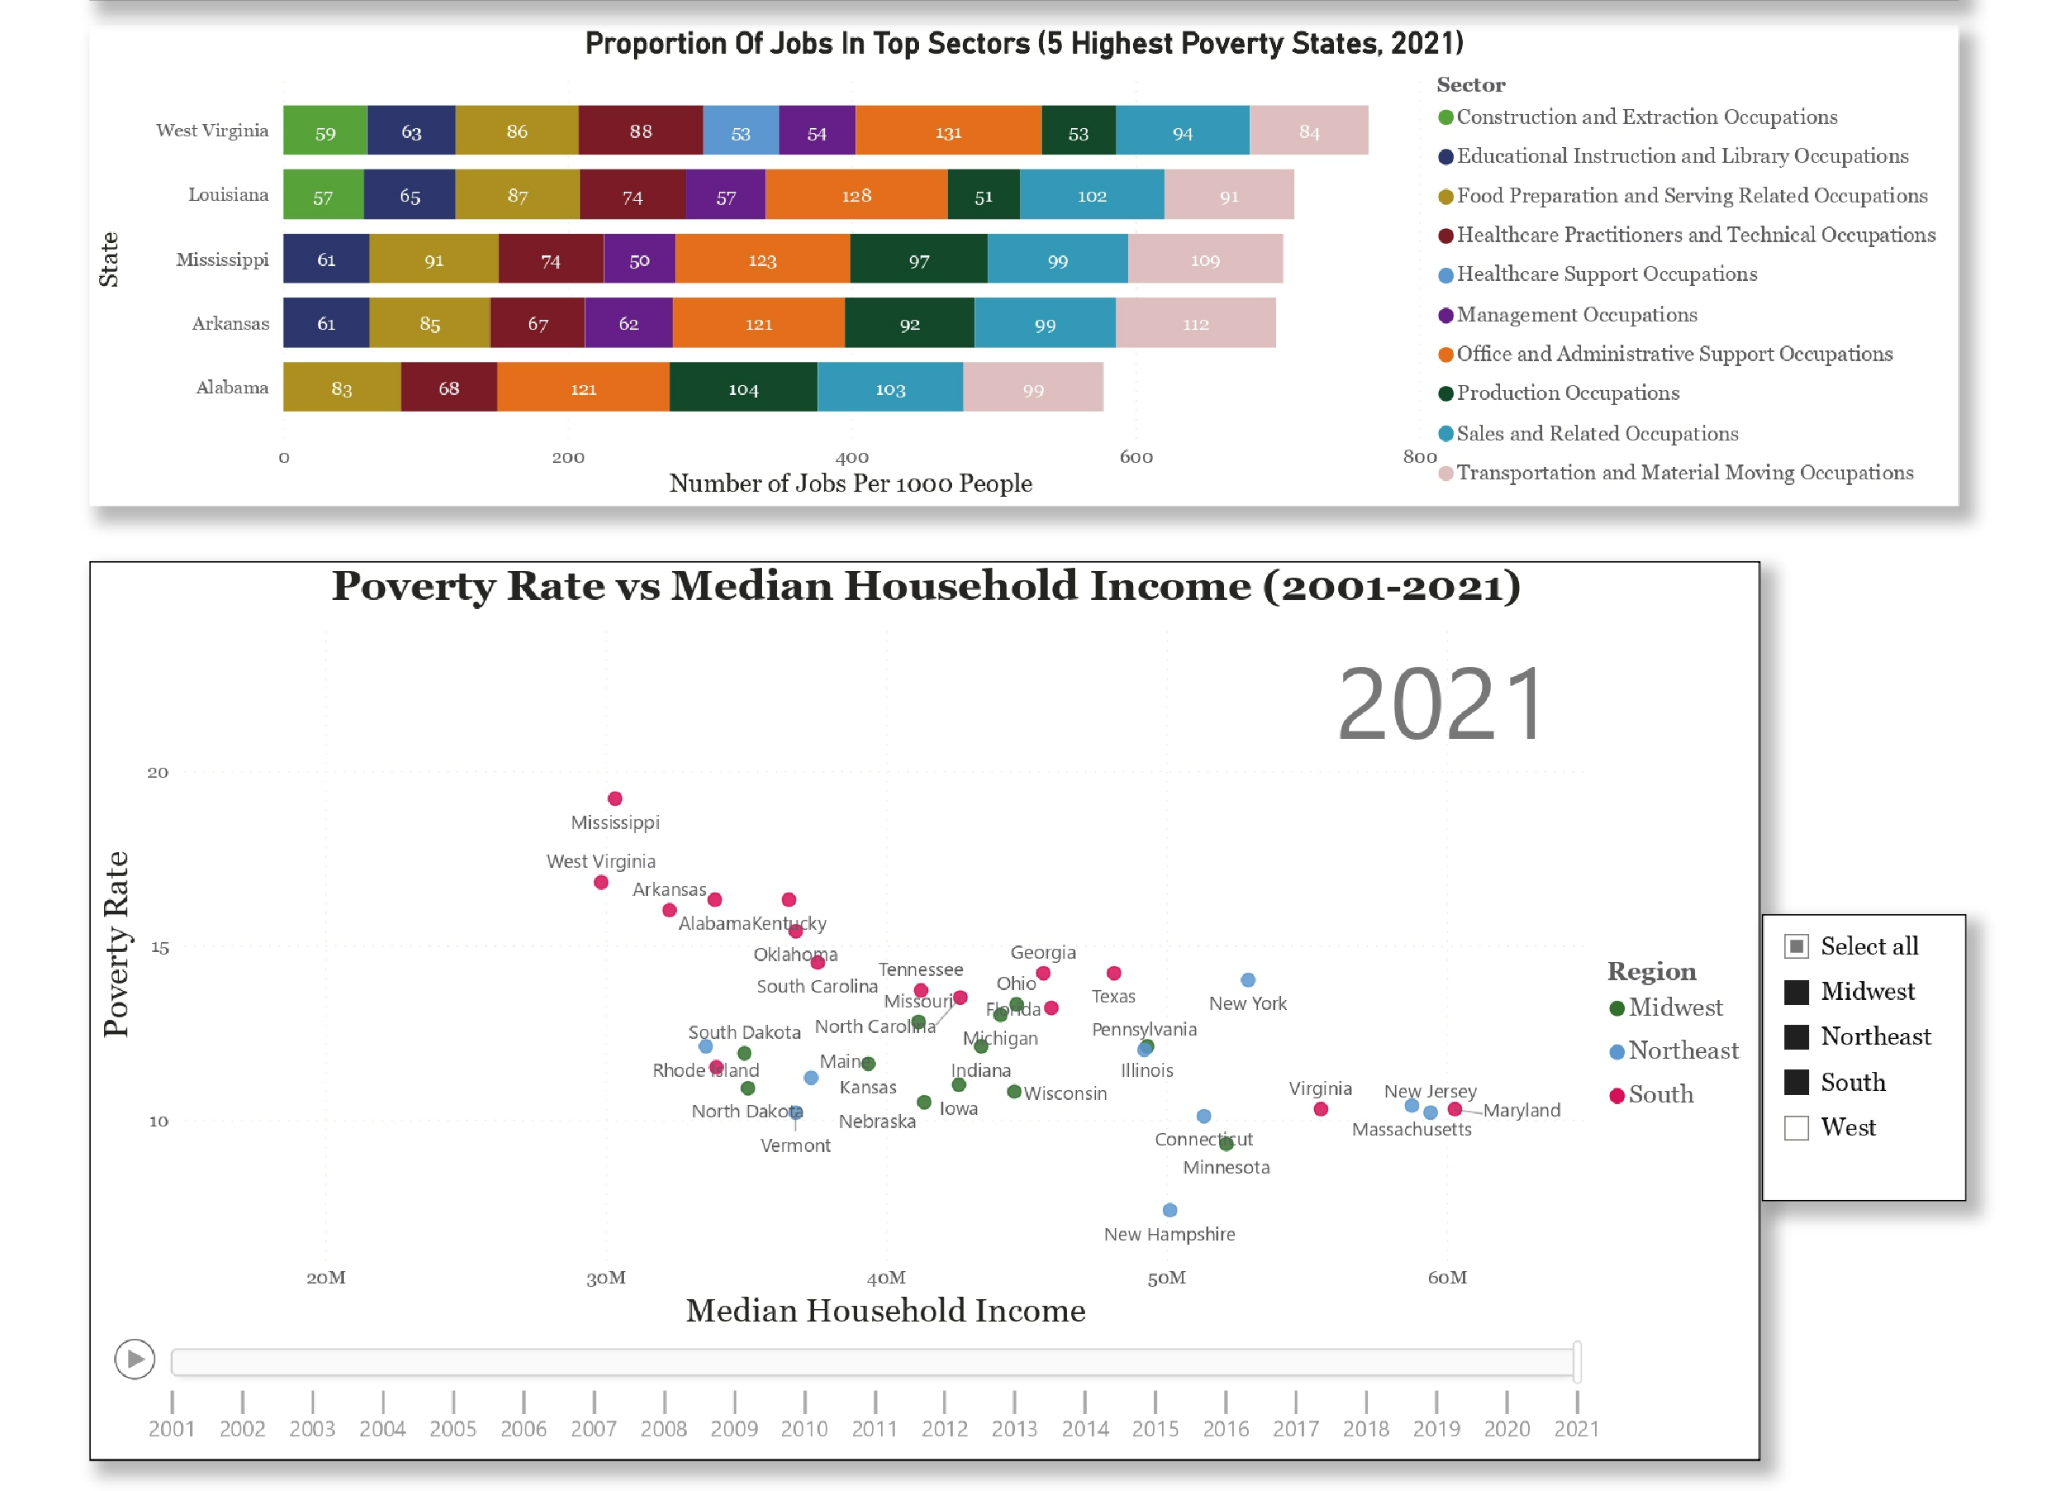 Proportion Of Jobs In Top Sectors (5 Highest Poverty States, 2021)
Sector
Construction and Extraction Occupations
Educational Instruction and Library Occupations
Food Preparation and Serving Related Occupations
Healthcare Practitioners and Technical Occupations
Healthcare Support Occupations
Management Occupations
Office and Administrative Support Occupations
Production Occupations
Sales and Related Occupations
Transportation and Material Moving Occupations
State
West Virginia 59 63 86 88 53 54 131 53 94 84
Louisiana 57 65 87 74 57 128 51 102 91
Mississippi 61 91 74 50 123 97 99 109
Arkansas 61 85 67 62 121 92 99 112
Alabama 83 68 121 104 103 99
0 200 400 600 800
Number of Jobs Per 1000 People
Poverty Rate vs Median Household Income (2001-2021)
2021
Poverty Rate
20
15
10
Mississippi
West Virginia
Arkansas
Alabama Kentucky
Oklahoma
Georgia
Tennessee
South Carolina
Ohio
Missouri
Florida
Texas
New York
North Carolina
South Dakota
Michigan
Pennsylvania
Rhode Island
Maine
Indiana
Illinois
Kansas
Wisconsin
Virginia
New Jersey
North Dakota
Nebraska
Iowa
Maryland
Massachusetts
Vermont
Connecticut
Minnesota
New Hampshire
20M 30M 40M 50M 60M
Median Household Income
Region
Midwest
Northeast
South
Select all
Midwest
Northeast
South
West
2001 2002 2003 2004 2005 2006 2007 2008 2009 2010 2011 2012 2013 2014 2015 2016 2017 2018 2019 2020 2021